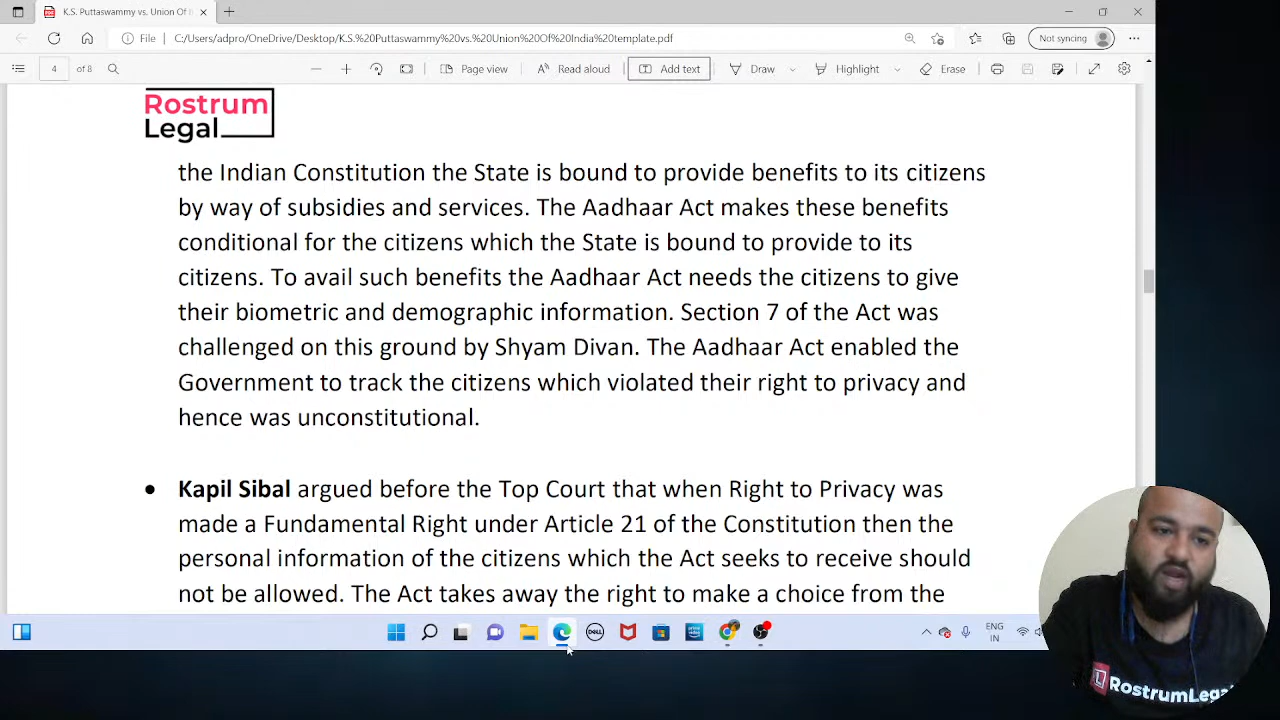 K.S. Puttaswammy vs. Union Of I
File C:/Users/adpro/OneDrive/Desktop/K.S.%20Puttaswammy%20vs.%20Union%20Of%20India%20template.pdf
Not syncing
4 of 8
Page view
Read aloud
Add text
Draw
Highlight
Erase
Rostrum
Legal
the Indian Constitution the State is bound to provide benefits to its citizens
by way of subsidies and services. The Aadhaar Act makes these benefits
conditional for the citizens which the State is bound to provide to its
citizens. To avail such benefits the Aadhaar Act needs the citizens to give
their biometric and demographic information. Section 7 of the Act was
challenged on this ground by Shyam Divan. The Aadhaar Act enabled the
Government to track the citizens which violated their right to privacy and
hence was unconstitutional.
• Kapil Sibal argued before the Top Court that when Right to Privacy was
made a Fundamental Right under Article 21 of the Constitution then the
personal information of the citizens which the Act seeks to receive should
not be allowed. The Act takes away the right to make a choice from the
DELL
prime video
ENG
IN
L RostrumLega